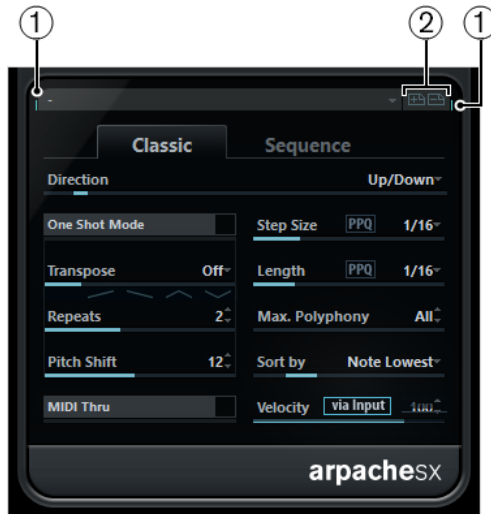 1 2 1
-
Classic Sequence
Direction Up/Down
One Shot Mode Step Size PPQ 1/16
Transpose Off Length PPQ 1/16
Repeats 2 Max. Polyphony All
Pitch Shift 12 Sort by Note Lowest
MIDI Thru Velocity via Input 100
arpachesx